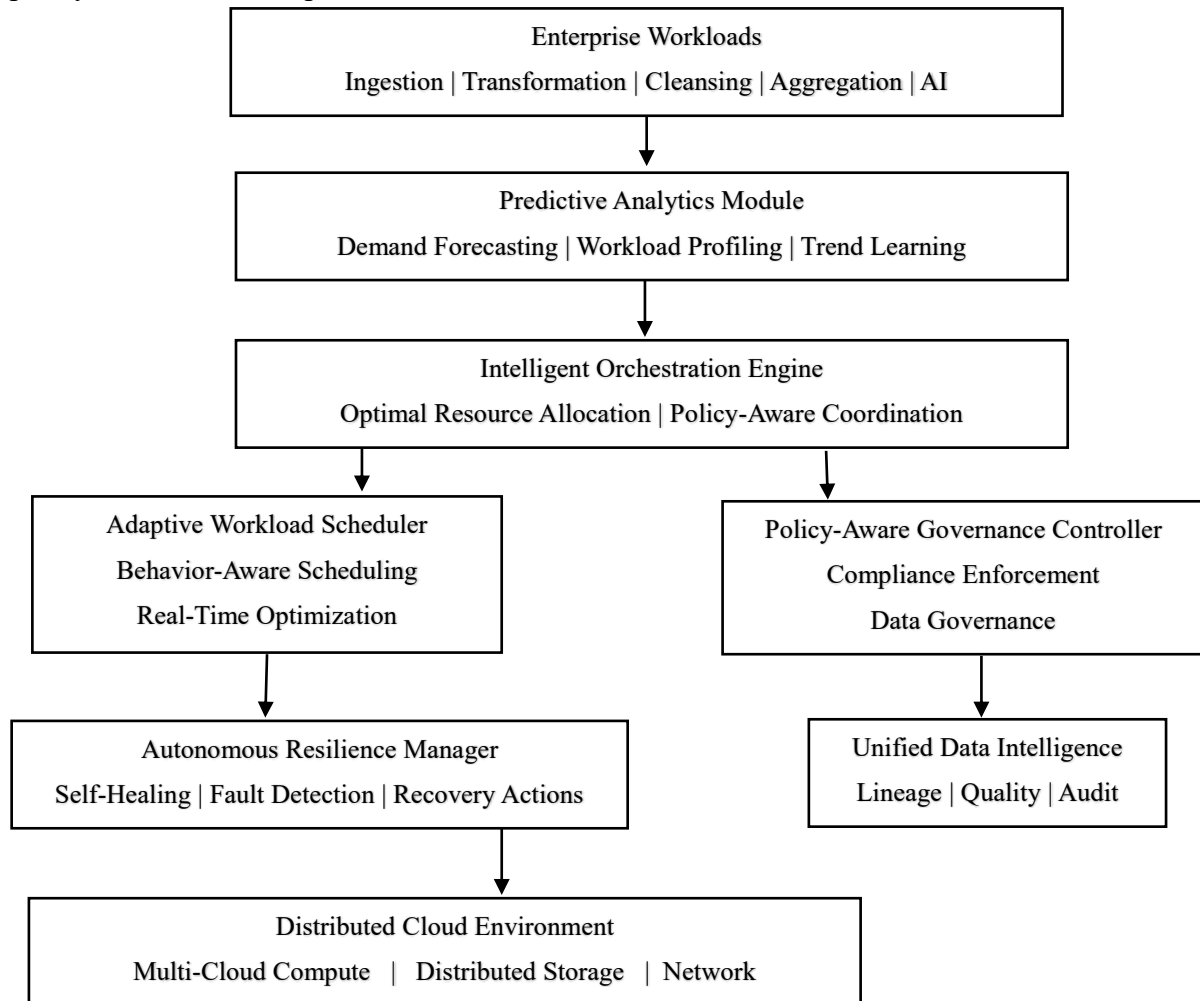 Enterprise Workloads
Ingestion | Transformation | Cleansing | Aggregation | AI
Predictive Analytics Module
Demand Forecasting | Workload Profiling | Trend Learning
Intelligent Orchestration Engine
Optimal Resource Allocation | Policy-Aware Coordination
Adaptive Workload Scheduler
Behavior-Aware Scheduling
Real-Time Optimization
Policy-Aware Governance Controller
Compliance Enforcement
Data Governance
Autonomous Resilience Manager
Self-Healing | Fault Detection | Recovery Actions
Unified Data Intelligence
Lineage | Quality | Audit
Distributed Cloud Environment
Multi-Cloud Compute | Distributed Storage | Network